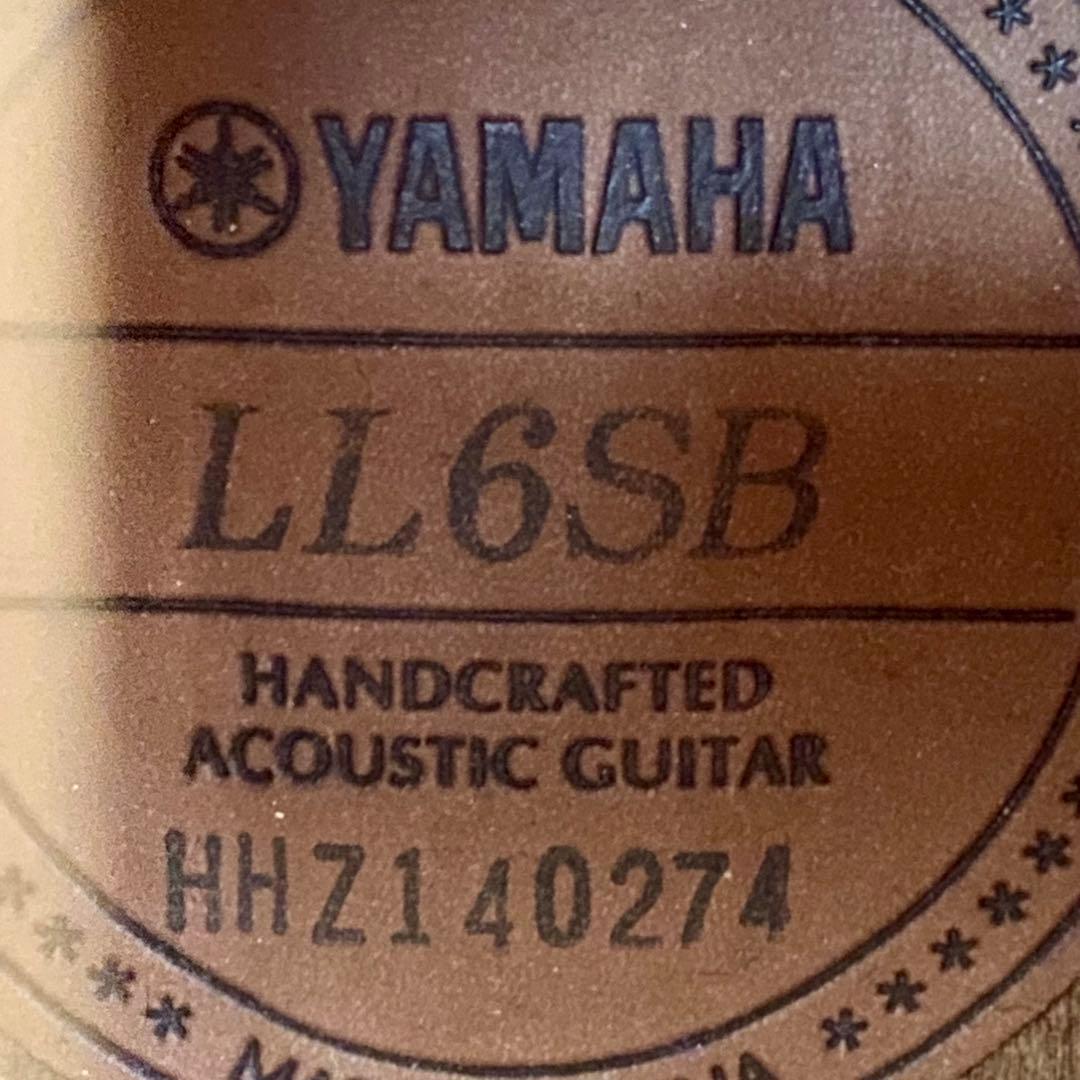 YAMAHA
LL6SB
HANDCRAFTED
ACOUSTIC GUITAR
HHZ140274